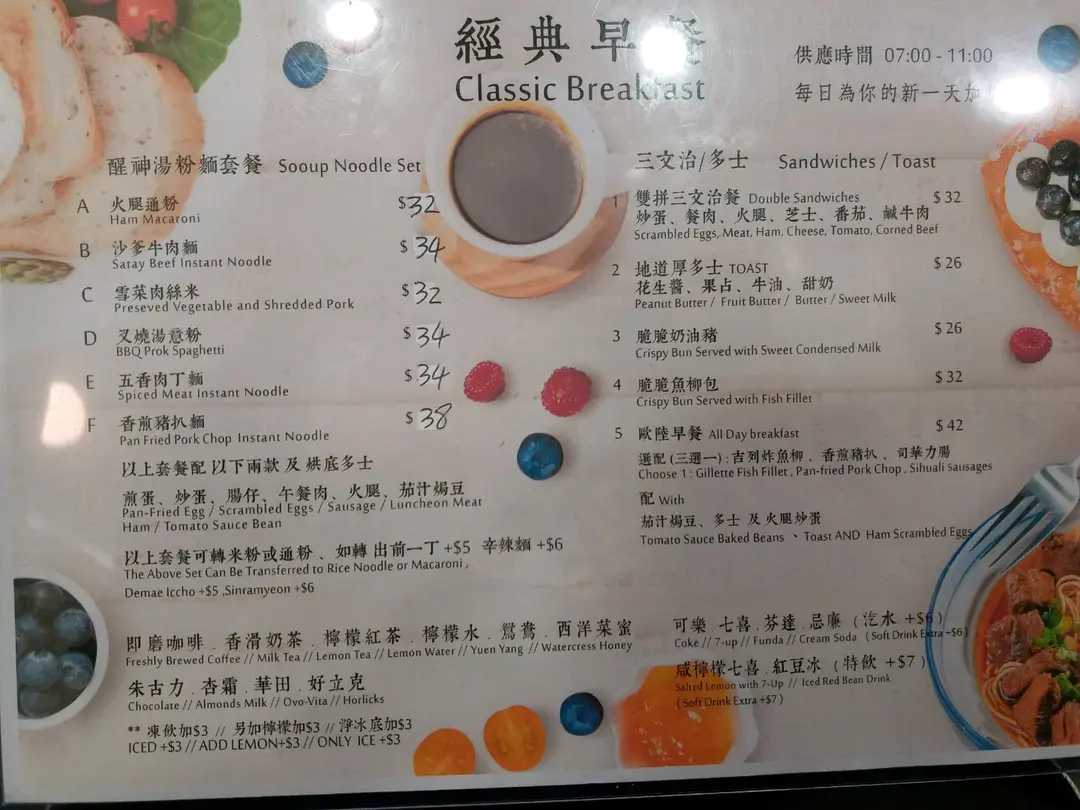 經典早
Classic Breakfast
供應時間 07:00 - 11:00
每日為你的新一天加
醒神湯粉麵套餐 Sooup Noodle Set
A 火腿通粉 $32
Ham Macaroni
B 沙爹牛肉麵 $34
Satay Beef Instant Noodle
C 雪菜肉絲米 $32
Preseved Vegetable and Shredded Pork
D 叉燒湯意粉 $34
BBQ Prok Spaghetti
E 五香肉丁麵 $34
Spiced Meat Instant Noodle
F 香煎豬扒麵 $38
Pan Fried Pork Chop Instant Noodle
以上套餐配 以下兩款 及 烘底多士
煎蛋、炒蛋、腸仔、午餐肉、火腿、茄汁焗豆
Pan-Fried Egg / Scrambled Eggs / Sausage / Luncheon Meat
Ham / Tomato Sauce Bean
以上套餐可轉米粉或通粉、如轉 出前一丁 +$5 辛辣麵 +$6
The Above Set Can Be Transferred to Rice Noodle or Macaroni ,
Demae Iccho +$5 ,Sinramyeon +$6
三文治/多士 Sandwiches / Toast
1 雙拼三文治餐 Double Sandwiches $ 32
炒蛋、餐肉、火腿、芝士、番茄、鹹牛肉
Scrambled Eggs, Meat, Ham, Cheese, Tomato, Corned Beef
2 地道厚多士 TOAST $ 26
花生醬、果占、牛油、甜奶
Peanut Butter / Fruit Butter / Butter / Sweet Milk
3 脆脆奶油豬 $ 26
Crispy Bun Served with Sweet Condensed Milk
4 脆脆魚柳包 $ 32
Crispy Bun Served with Fish Fillet
5 歐陸早餐 All Day breakfast $ 42
選配 (三選一) : 吉列炸魚柳 、香煎豬扒 、司華力腸
Choose 1 : Gillette Fish Fillet , Pan-fried Pork Chop , Sihuali Sausages
配 With
茄汁焗豆、多士 及 火腿炒蛋
Tomato Sauce Baked Beans 、Toast AND Ham Scrambled Eggs
即磨咖啡 . 香滑奶茶 . 檸檬紅茶 . 檸檬水 . 鴛鴦 . 西洋菜蜜
Freshly Brewed Coffee // Milk Tea // Lemon Tea // Lemon Water // Yuen Yang // Watercress Honey
朱古力 . 杏霜 . 華田 . 好立克
Chocolate // Almonds Milk // Ovo-Vita // Horlicks
** 凍飲加$3 // 另加檸檬加$3 // 淨冰底加$3
ICED +$3 // ADD LEMON+$3 // ONLY ICE +$3
可樂 . 七喜 . 芬達 . 忌廉 ( 汽水 +$6 )
Coke // 7-up // Funda // Cream Soda ( Soft Drink Extra +$6 )
咸檸檬七喜 . 紅豆冰 ( 特飲 +$7 )
Salted Lemon with 7-Up // Iced Red Bean Drink
( Soft Drink Extra +$7 )